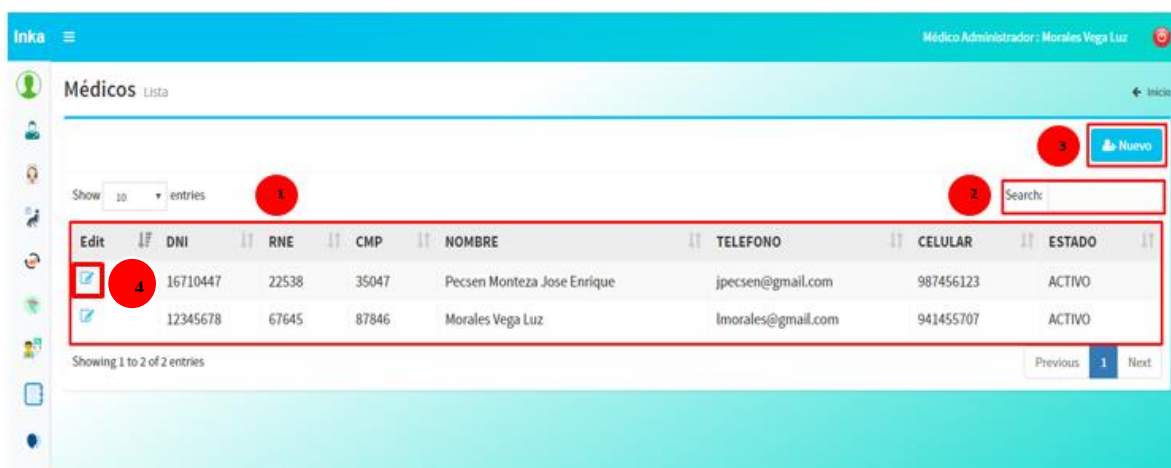 Inka Médico Administrador : Morales Vega Luz
Médicos Lista Inicio
3 Nuevo
Show 10 entries 1 2 Search:
Edit DNI RNE CMP NOMBRE TELEFONO CELULAR ESTADO
4 16710447 22538 35047 Pecsen Monteza Jose Enrique jpecsen@gmail.com 987456123 ACTIVO
12345678 67645 87846 Morales Vega Luz lmorales@gmail.com 941455707 ACTIVO
Showing 1 to 2 of 2 entries Previous 1 Next